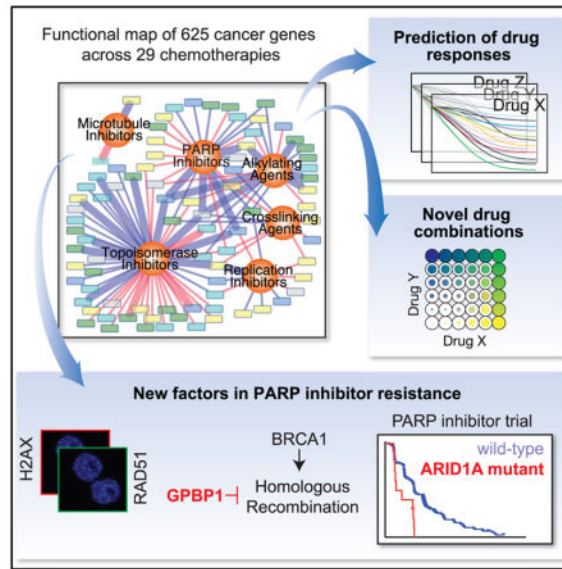 Functional map of 625 cancer genes
across 29 chemotherapies
Microtubule
Inhibitors
PARP
Inhibitors
Alkylating
Agents
Crosslinking
Agents
Topoisomerase
Inhibitors
Replication
Inhibitors
Prediction of drug
responses
Drug Z
Drug Y
Drug X
Novel drug
combinations
Drug Y
Drug X
New factors in PARP inhibitor resistance
H2AX
RAD51
BRCA1
GPBP1
Homologous
Recombination
PARP inhibitor trial
wild-type
ARID1A mutant